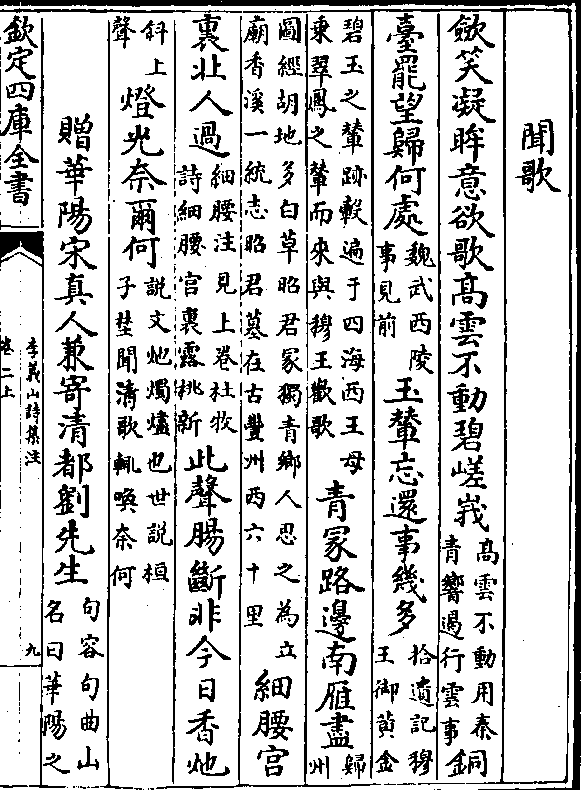 聞歌
歛笑凝眸意欲歌高雲不動碧嵯峩高雲不動用秦青響遏行雲事銅
臺罷望歸何處魏武西陵事見前玉輦忘還事幾多拾遺記穆王御黄金
碧玉之輦跡轂遍于四海西王母乘翠鳳之輦而來與穆王歡歌青冢路邊南雁盡歸州
圖經胡地多白草昭君冢獨青鄉人思之為立廟香溪一統志昭君墓在古豐州西六十里細腰宫
裏北人過細腰注見上卷杜牧詩細腰宫裏露桃新此聲腸斷非今日香灺
斜上聲燈光奈爾何說文灺燭燼也世說桓子埜聞清歌輒喚奈何
贈華陽宋真人兼寄清都劉先生句容句曲山名曰華陽之
欽定四庫全書
李義山詩集注
卷二上
九